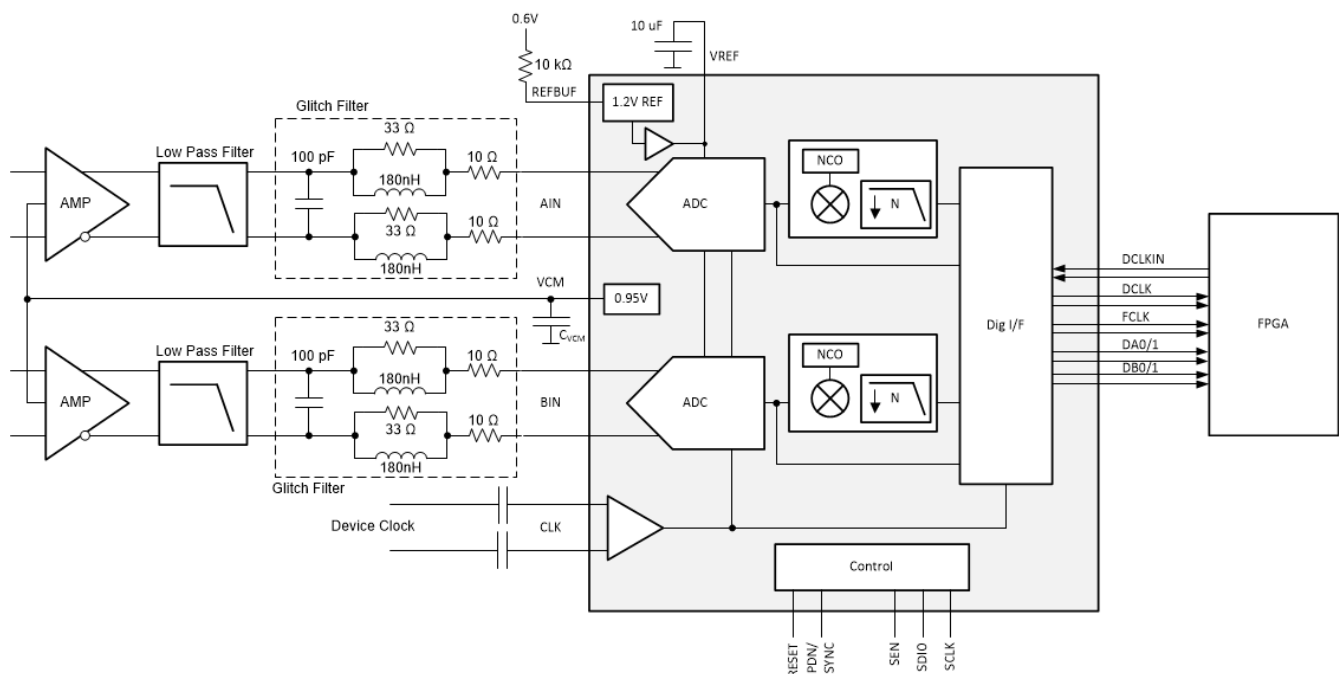 0.6V
10 uF
VREF
10 kΩ
REFBUF
1.2V REF
Glitch Filter
33 Ω
Low Pass Filter
100 pF
10 Ω
180nH
AMP
AIN
ADC
NCO
N
33 Ω
10 Ω
180nH
VCM
0.95V
CVCM
Dig I/F
DCLKIN
DCLK
FCLK
DA0/1
DB0/1
FPGA
33 Ω
Low Pass Filter
100 pF
10 Ω
180nH
AMP
BIN
ADC
NCO
N
10 Ω
33 Ω
180nH
Glitch Filter
Device Clock
CLK
Control
RESET
PDN/
SYNC
SEN
SDIO
SCLK